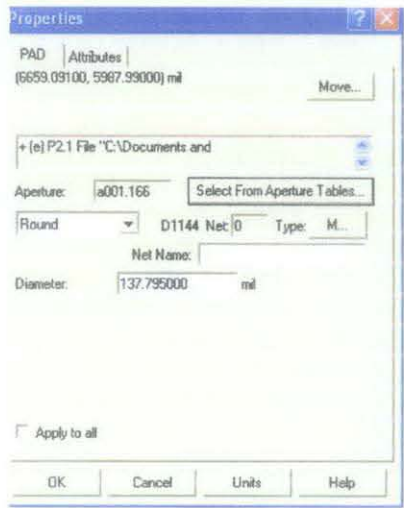 Properties
PAD Attributes
(6659.09100, 5987.99000) mil
Move...
+ (e) P2.1 File "C:\Documents and
Aperture: a001.166 Select From Aperture Tables...
Round D1144 Net: 0 Type: M...
Net Name:
Diameter: 137.795000 mil
Apply to all
OK Cancel Units Help